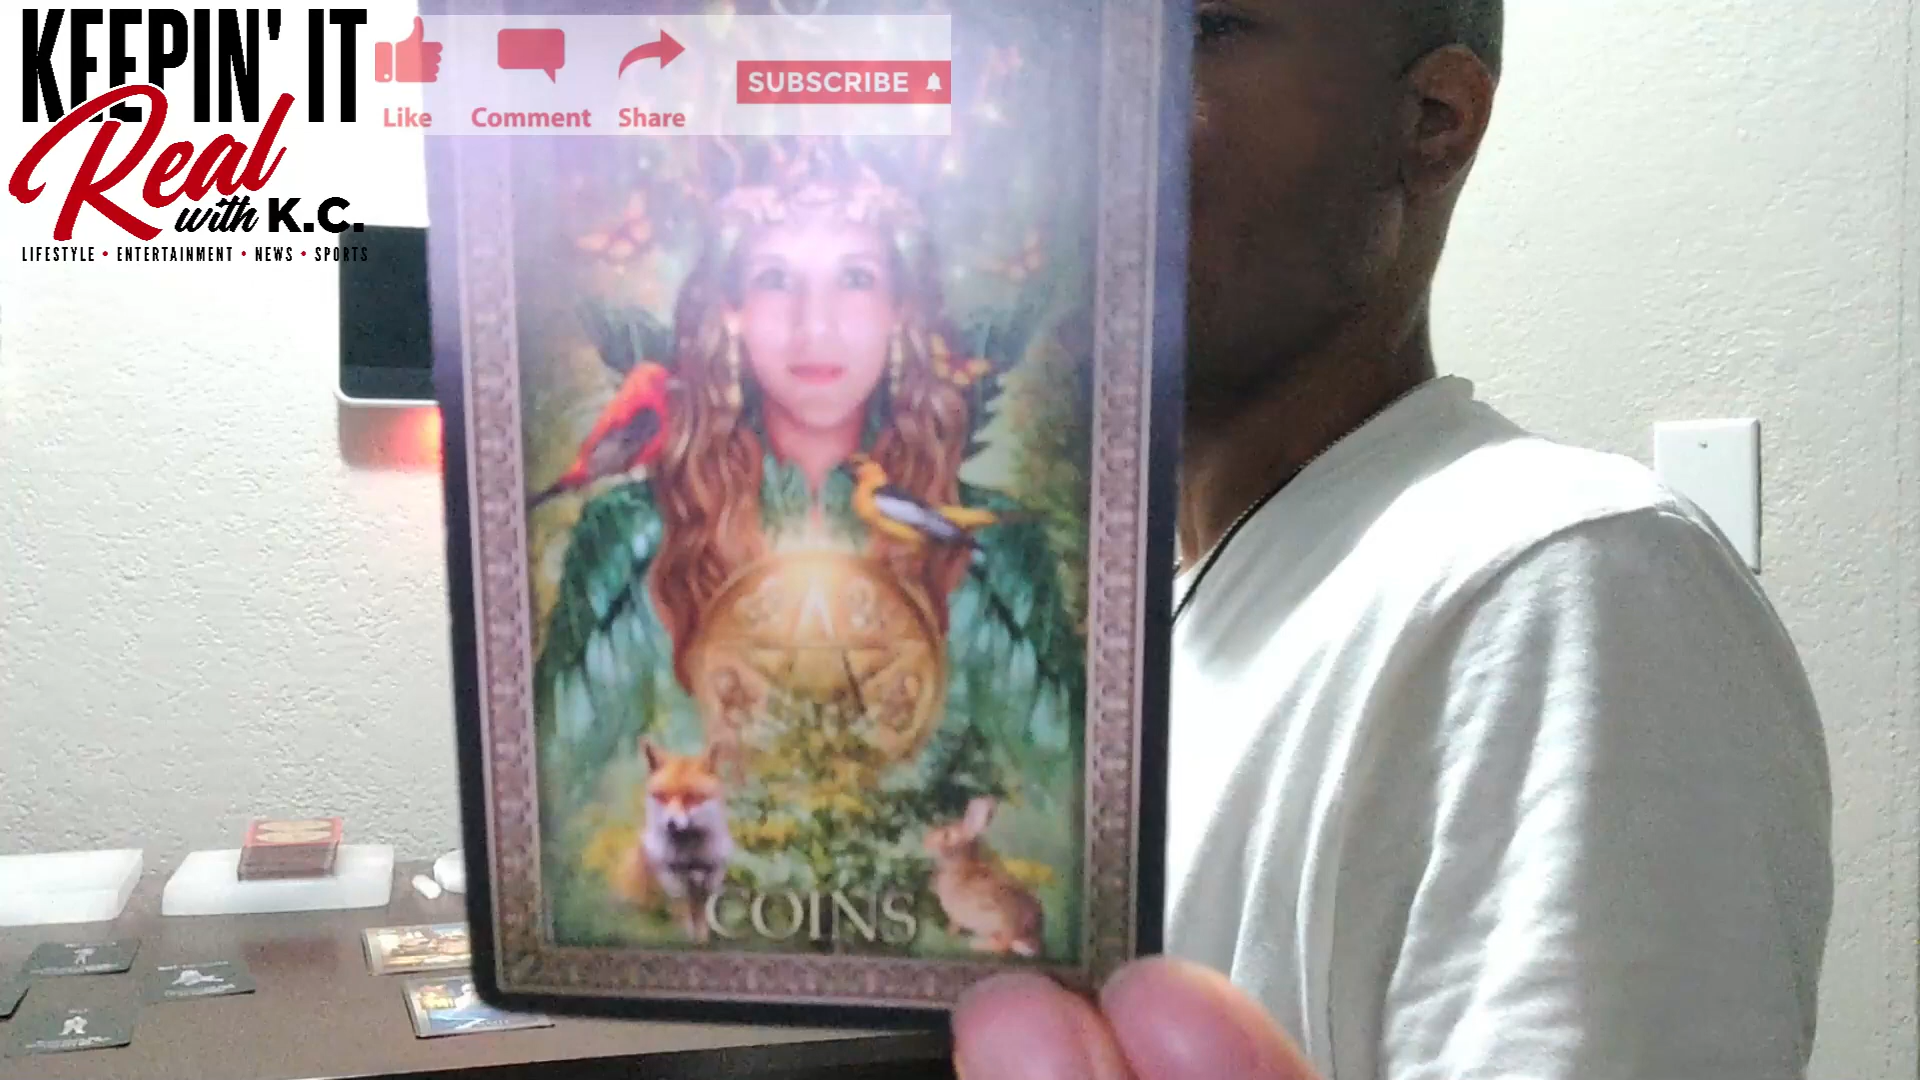 KEEPIN' IT
Real
with K.C.
LIFESTYLE • ENTERTAINMENT • NEWS • SPORTS
Like Comment Share
SUBSCRIBE
COINS